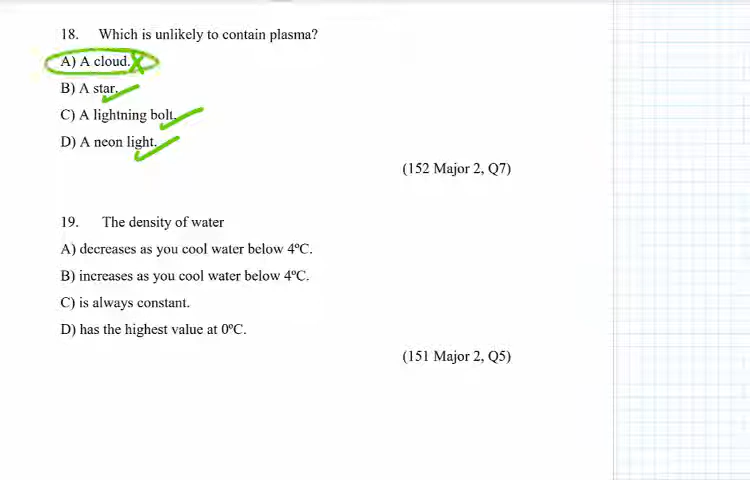 18. Which is unlikely to contain plasma?
A) A cloud.
B) A star.
C) A lightning bolt.
D) A neon light.
(152 Major 2, Q7)
19. The density of water
A) decreases as you cool water below 4ºC.
B) increases as you cool water below 4ºC.
C) is always constant.
D) has the highest value at 0ºC.
(151 Major 2, Q5)